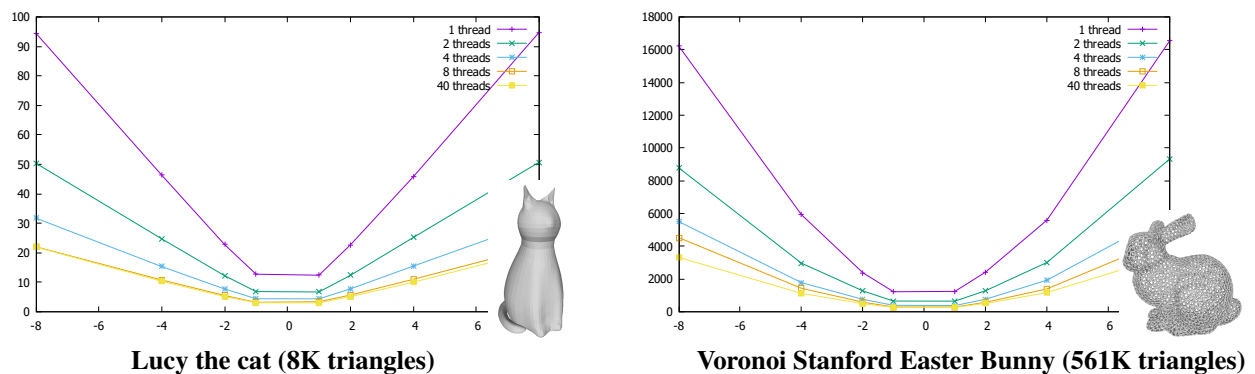 100
90
80
70
60
50
40
30
20
10
0
-8 -6 -4 -2 0 2 4 6
1 thread
2 threads
4 threads
8 threads
40 threads
Lucy the cat (8K triangles)
18000
16000
14000
12000
10000
8000
6000
4000
2000
0
-8 -6 -4 -2 0 2 4 6
1 thread
2 threads
4 threads
8 threads
40 threads
Voronoi Stanford Easter Bunny (561K triangles)